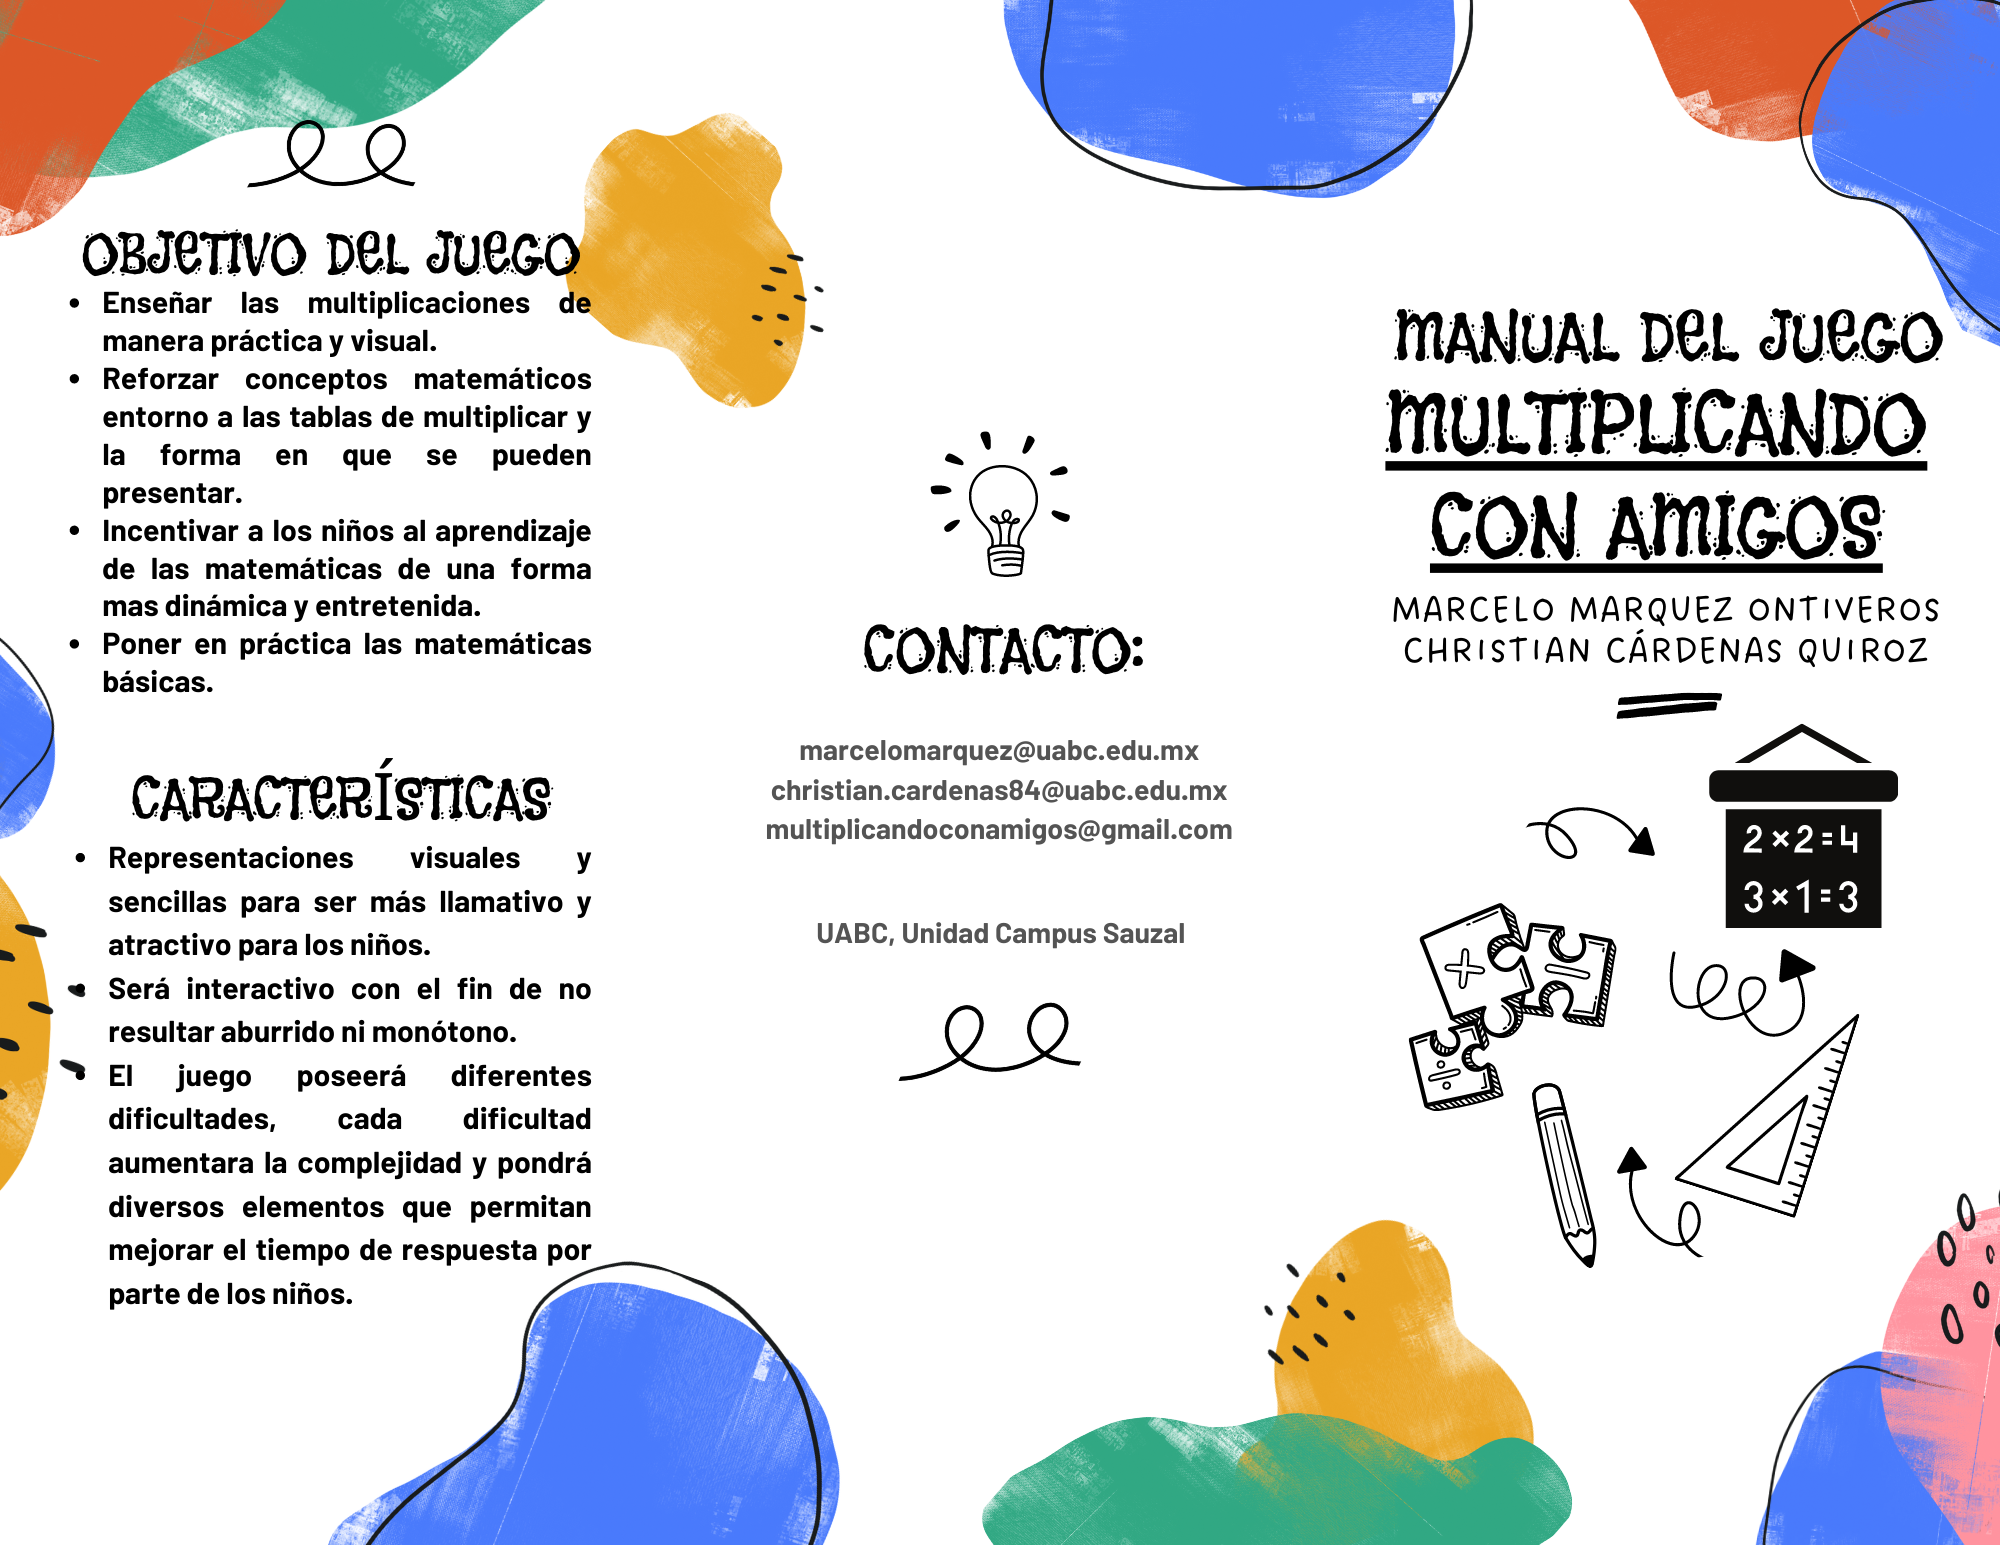 OBJETIVO DEL JUEGO
• Enseñar las multiplicaciones de
manera práctica y visual.
• Reforzar conceptos matemáticos
entorno a las tablas de multiplicar y
la forma en que se pueden
presentar.
• Incentivar a los niños al aprendizaje
de las matemáticas de una forma
mas dinámica y entretenida.
• Poner en práctica las matemáticas
básicas.
CARACTERÍSTICAS
• Representaciones visuales y
sencillas para ser más llamativo y
atractivo para los niños.
• Será interactivo con el fin de no
resultar aburrido ni monótono.
• El juego poseerá diferentes
dificultades, cada dificultad
aumentara la complejidad y pondrá
diversos elementos que permitan
mejorar el tiempo de respuesta por
parte de los niños.
CONTACTO:
marcelomarquez@uabc.edu.mx
christian.cardenas84@uabc.edu.mx
multiplicandoconamigos@gmail.com
UABC, Unidad Campus Sauzal
MANUAL DEL JUEGO
MULTIPLICANDO
CON AMIGOS
MARCELO MARQUEZ ONTIVEROS
CHRISTIAN CÁRDENAS QUIROZ
2×2=4
3×1=3
+ −
÷